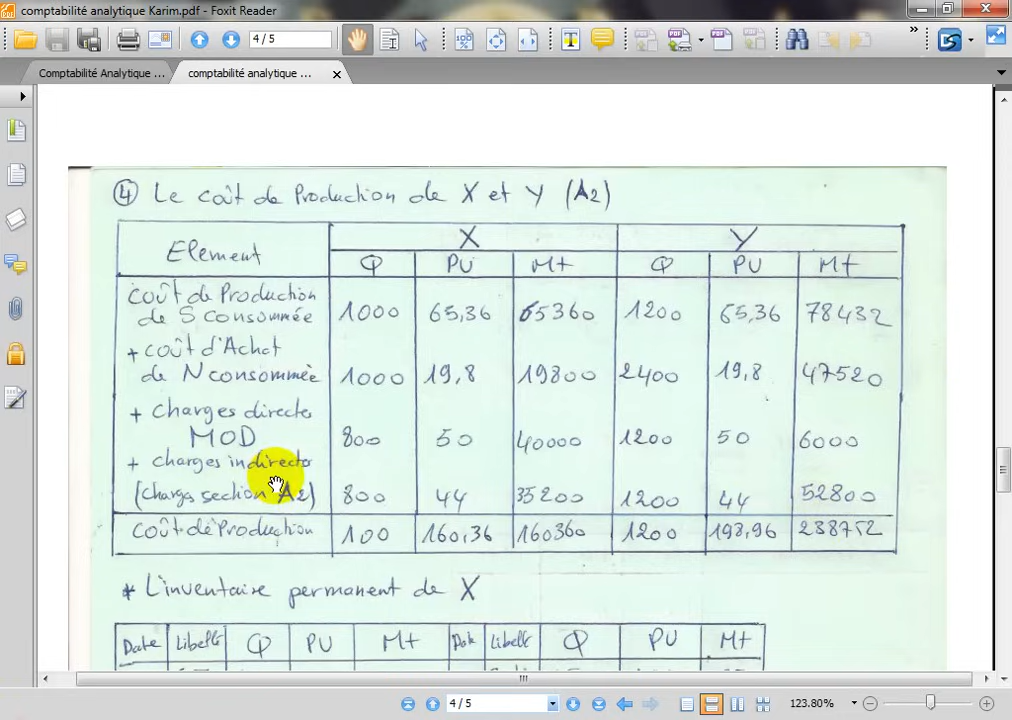 comptabilité analytique Karim.pdf - Foxit Reader
4 / 5
Comptabilité Analytique ...
comptabilité analytique ...
④ Le coût de Production de X et Y (A2)
Element X Y
Q PU Mt Q PU Mt
Coût de Production
de S consommée 1000 65,36 65360 1200 65,36 78432
+ coût d'Achat
de N consommée 1000 19,8 19800 2400 19,8 47520
+ charges directes
MOD 800 50 40000 1200 50 6000
+ charges indirectes
(charges section A2) 800 44 35200 1200 44 52800
Coût de Production 100 160,36 160360 1200 198,96 238752
* L'inventaire permanent de X
Date Libellé Q PU Mt Date Libellé Q PU Mt
4 / 5
123.80%